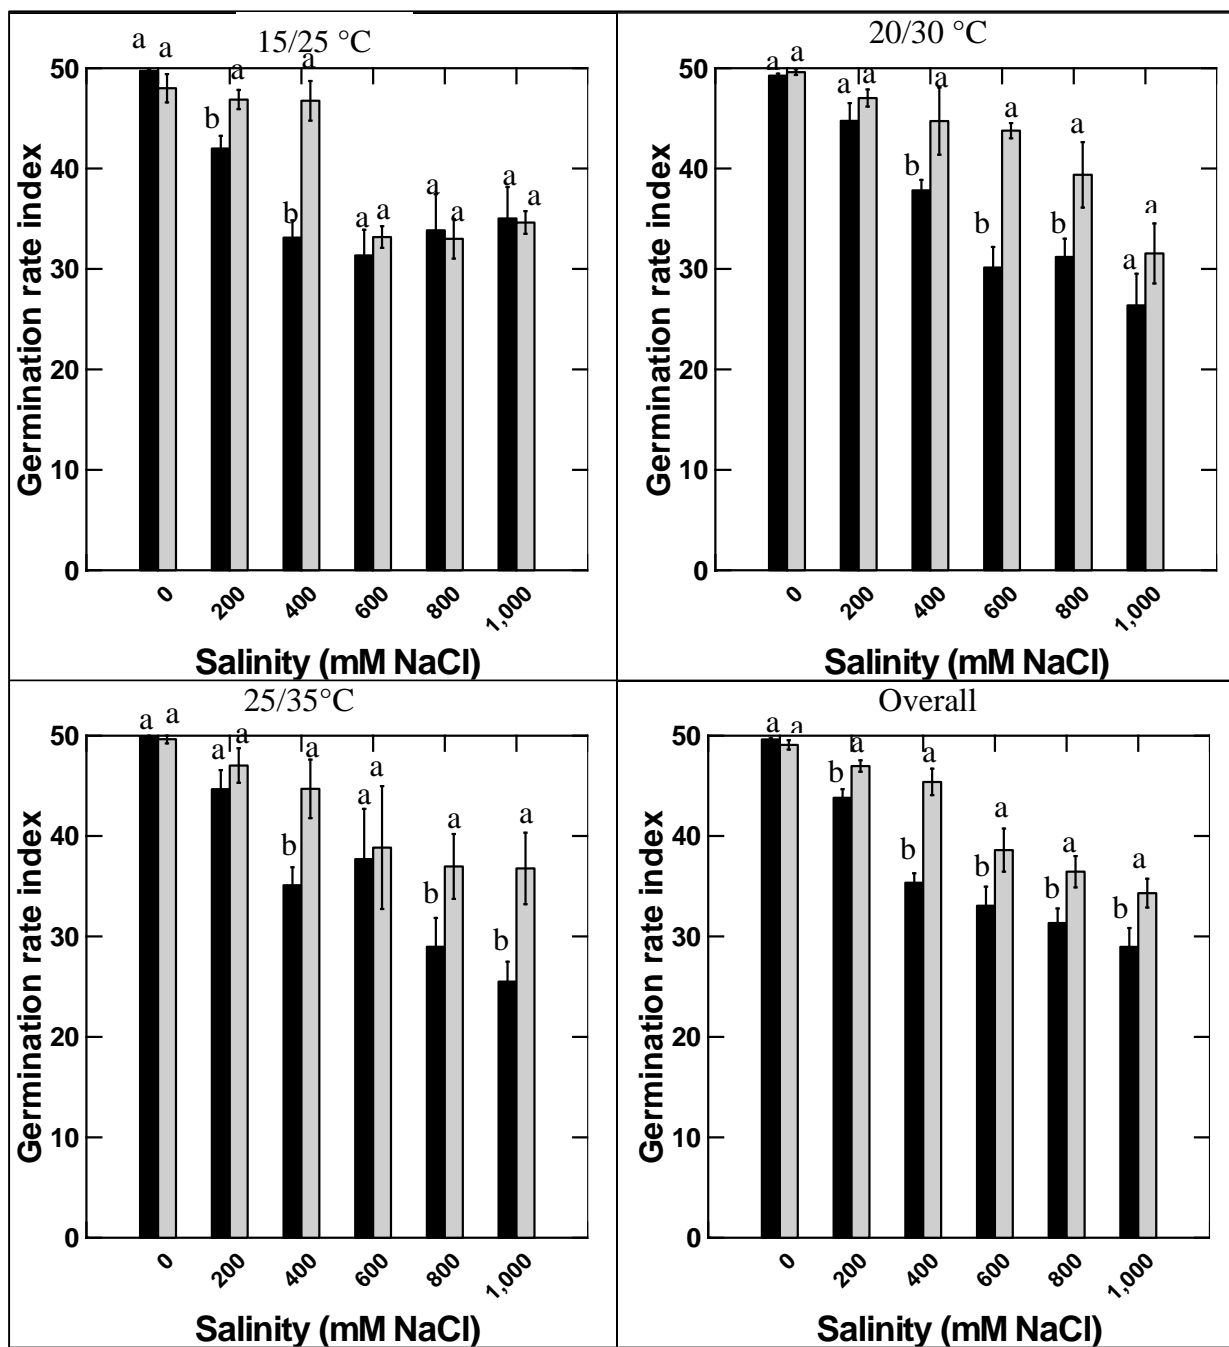 15/25 °C
a a b a b a a a a a a a
50
40
30
20
10
0
Germination rate index
0 200 400 600 800 1,000
Salinity (mM NaCl)
20/30 °C
a a a a b a b a b a a a
50
40
30
20
10
0
Germination rate index
0 200 400 600 800 1,000
Salinity (mM NaCl)
25/35°C
a a a a b a a a b a b a
50
40
30
20
10
0
Germination rate index
0 200 400 600 800 1,000
Salinity (mM NaCl)
Overall
a a b a b a b a b a b a
50
40
30
20
10
0
Germination rate index
0 200 400 600 800 1,000
Salinity (mM NaCl)